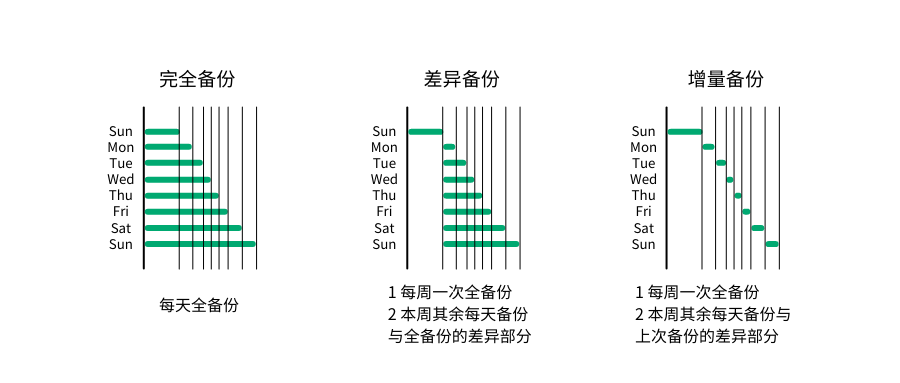 完全备份
Sun
Mon
Tue
Wed
Thu
Fri
Sat
Sun
每天全备份
差异备份
Sun
Mon
Tue
Wed
Thu
Fri
Sat
Sun
1 每周一次全备份
2 本周其余每天备份
与全备份的差异部分
增量备份
Sun
Mon
Tue
Wed
Thu
Fri
Sat
Sun
1 每周一次全备份
2 本周其余每天备份与
上次备份的差异部分